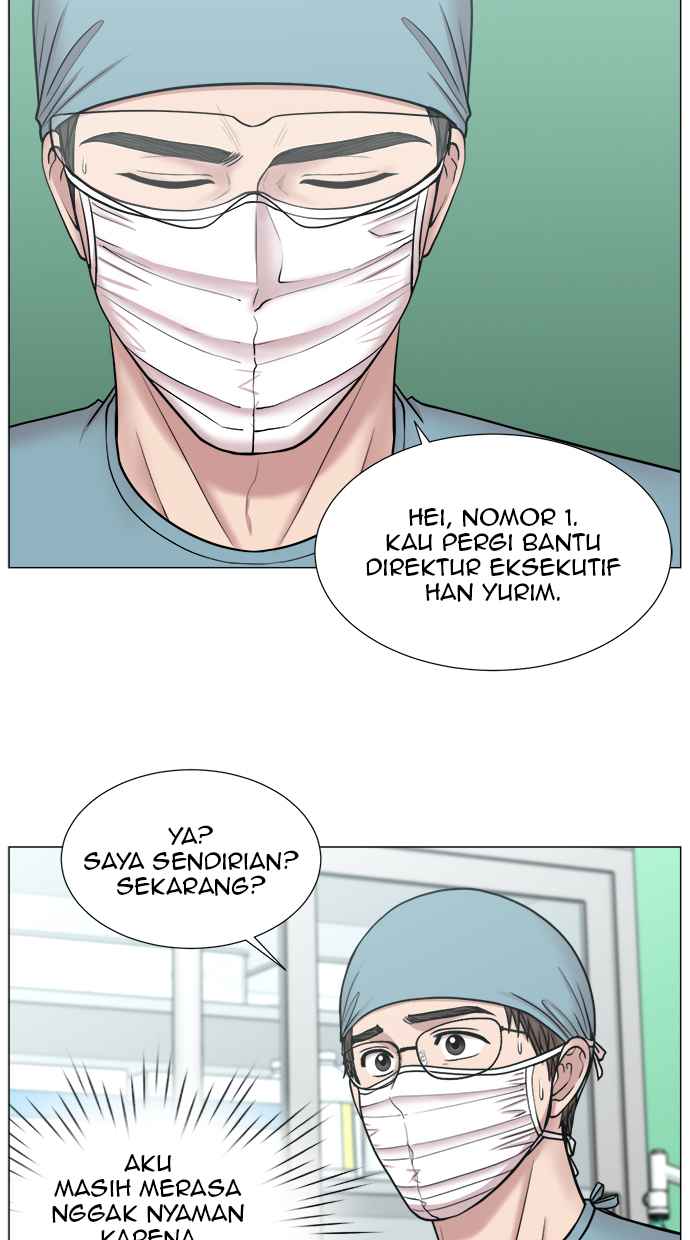 HEI, NOMOR 1.
KAU PERGI BANTU
DIREKTUR EKSEKUTIF
HAN YURIM.
YA?
SAYA SENDIRIAN?
SEKARANG?
AKU
MASIH MERASA
NGGAK NYAMAN
KARENA